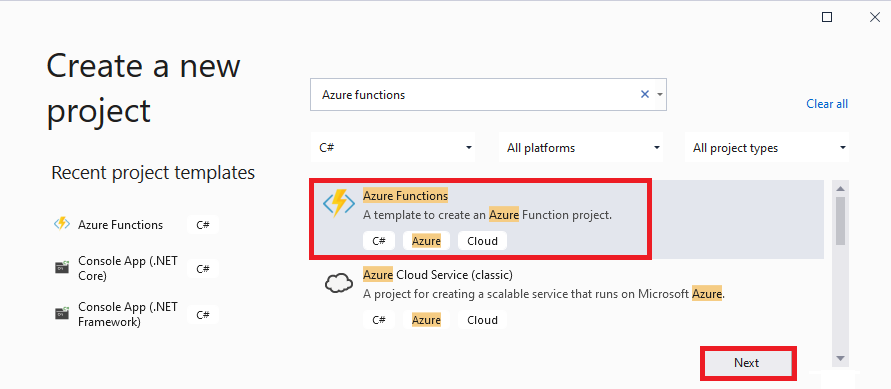 Create a new
project
Recent project templates
Azure Functions C#
Console App (.NET
Core) C#
Console App (.NET
Framework) C#
Azure functions
Clear all
C# All platforms All project types
Azure Functions
A template to create an Azure Function project.
C# Azure Cloud
Azure Cloud Service (classic)
A project for creating a scalable service that runs on Microsoft Azure.
C# Azure Cloud
Next